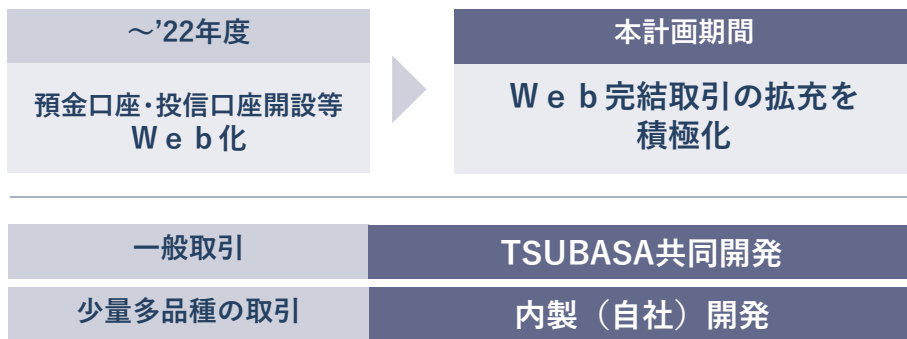 ～’22年度
本計画期間
預金口座・投信口座開設等
Ｗｅｂ化
Ｗｅｂ完結取引の拡充を
積極化
一般取引
TSUBASA共同開発
少量多品種の取引
内製（自社）開発